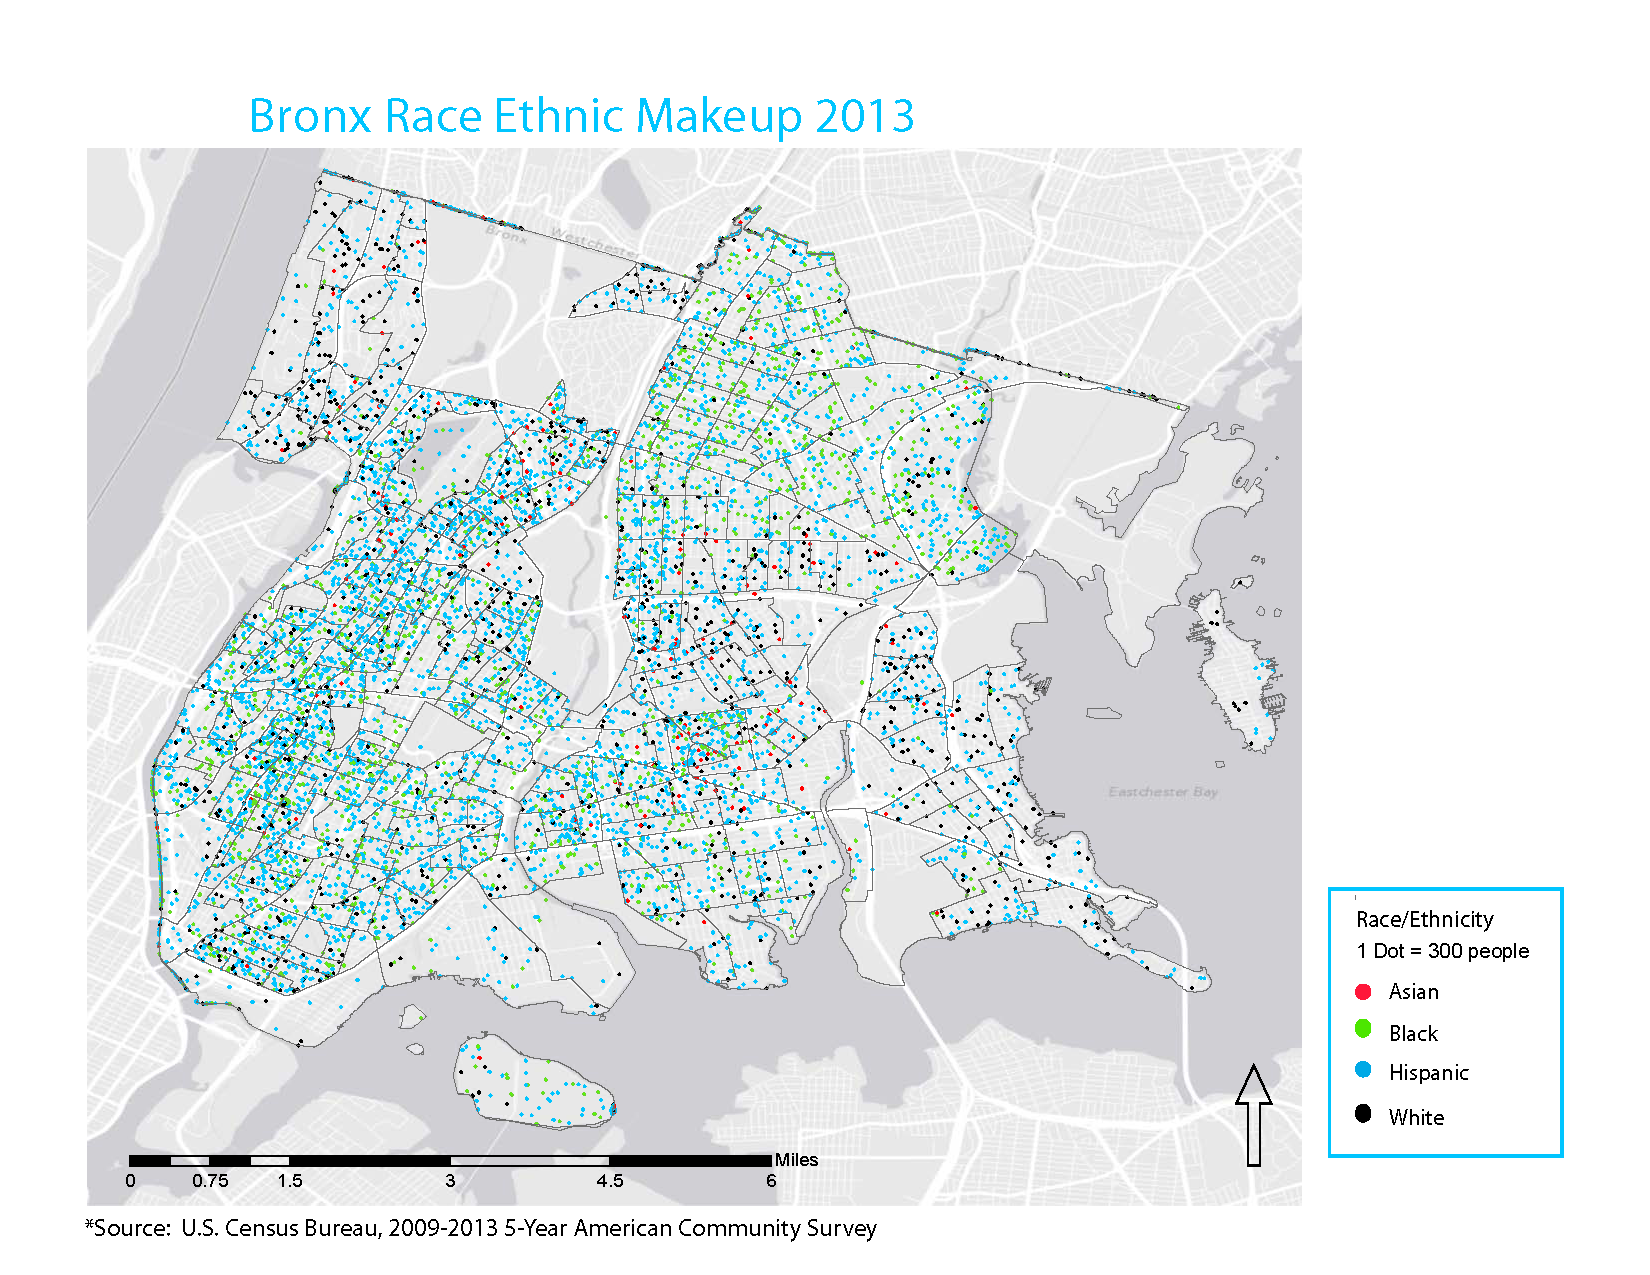 Bronx Race Ethnic Makeup 2013
Bronx
Westchester
Eastchester Bay
Race/Ethnicity
1 Dot = 300 people
Asian
Black
Hispanic
White
Miles
0 0.75 1.5 3 4.5 6
*Source: U.S. Census Bureau, 2009-2013 5-Year American Community Survey